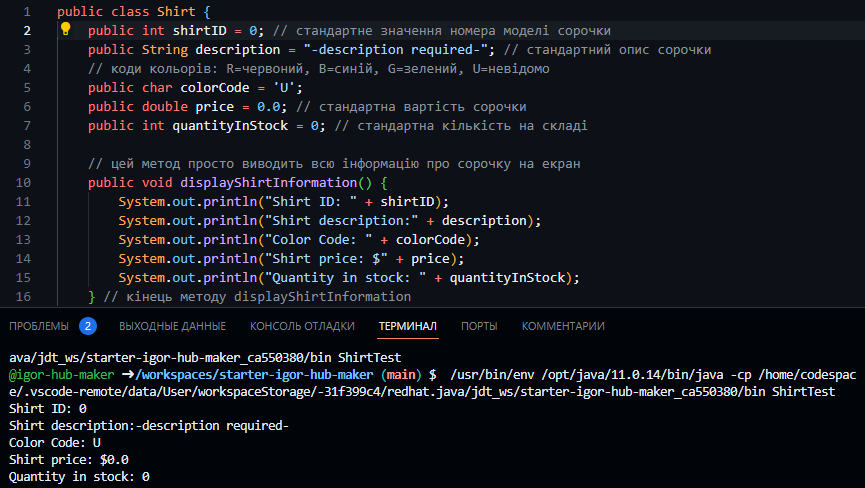 1 public class Shirt {
2 public int shirtID = 0; // стандартне значення номера моделі сорочки
3 public String description = "-description required-"; // стандартний опис сорочки
4 // коди кольорів: R=червоний, B=синій, G=зелений, U=невідомо
5 public char colorCode = 'U';
6 public double price = 0.0; // стандартна вартість сорочки
7 public int quantityInStock = 0; // стандартна кількість на складі
8
9 // цей метод просто виводить всю інформацію про сорочку на екран
10 public void displayShirtInformation() {
11 System.out.println("Shirt ID: " + shirtID);
12 System.out.println("Shirt description:" + description);
13 System.out.println("Color Code: " + colorCode);
14 System.out.println("Shirt price: $" + price);
15 System.out.println("Quantity in stock: " + quantityInStock);
16 } // кінець методу displayShirtInformation
ПРОБЛЕМЫ 2 ВЫХОДНЫЕ ДАННЫЕ КОНСОЛЬ ОТЛАДКИ ТЕРМИНАЛ ПОРТЫ КОММЕНТАРИИ
ava/jdt_ws/starter-igor-hub-maker_ca550380/bin ShirtTest
@igor-hub-maker ➜/workspaces/starter-igor-hub-maker (main) $  /usr/bin/env /opt/java/11.0.14/bin/java -cp /home/codespac
e/.vscode-remote/data/User/workspaceStorage/-31f399c4/redhat.java/jdt_ws/starter-igor-hub-maker_ca550380/bin ShirtTest
Shirt ID: 0
Shirt description:-description required-
Color Code: U
Shirt price: $0.0
Quantity in stock: 0